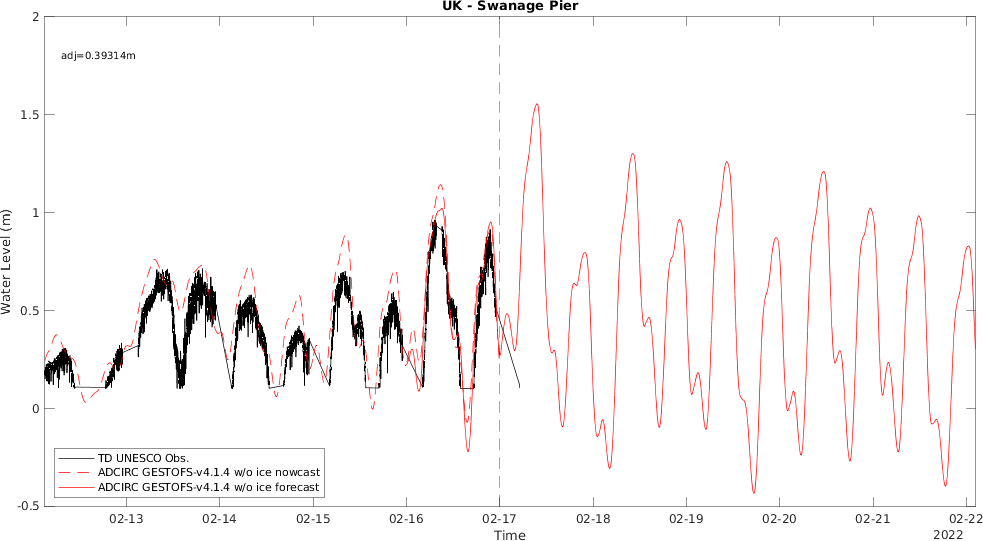 UK - Swanage Pier
adj=0.39314m
Water Level (m)
2
1.5
1
0.5
0
-0.5
TD UNESCO Obs.
ADCIRC GESTOFS-v4.1.4 w/o ice nowcast
ADCIRC GESTOFS-v4.1.4 w/o ice forecast
02-13 02-14 02-15 02-16 02-17 02-18 02-19 02-20 02-21 02-22
Time
2022